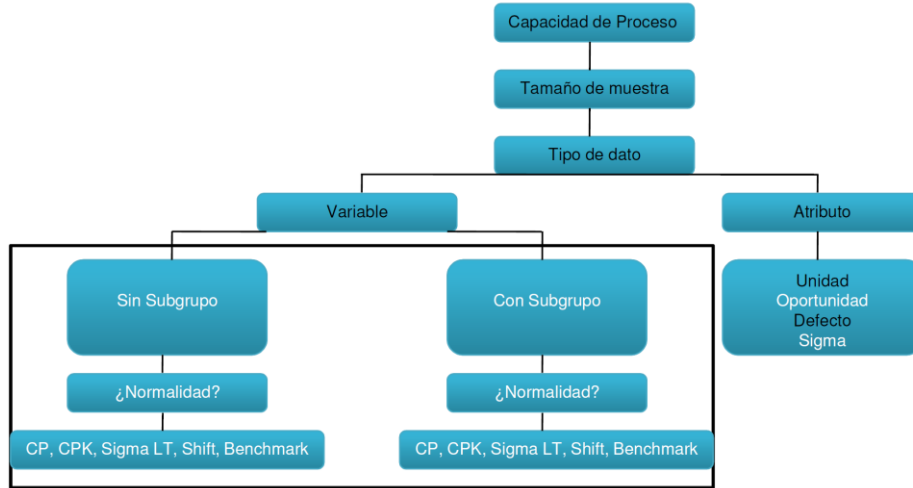 Capacidad de Proceso
Tamaño de muestra
Tipo de dato
Variable
Atributo
Sin Subgrupo
Con Subgrupo
Unidad
Oportunidad
Defecto
Sigma
¿Normalidad?
¿Normalidad?
CP, CPK, Sigma LT, Shift, Benchmark
CP, CPK, Sigma LT, Shift, Benchmark